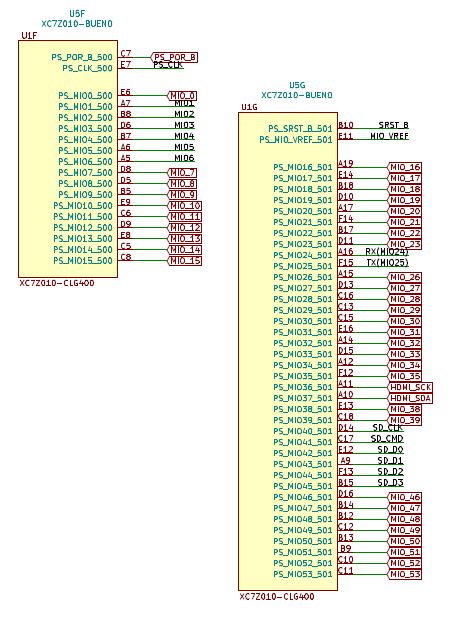 U5F
XC7Z010-BUENO
U1F
PS_POR_B_500 C7 PS_POR_B
PS_CLK_500 E7 PS_CLK
PS_MIO0_500 E6 MIO_0
PS_MIO1_500 A7 MIO1
PS_MIO2_500 B8 MIO2
PS_MIO3_500 D6 MIO3
PS_MIO4_500 B7 MIO4
PS_MIO5_500 A6 MIO5
PS_MIO6_500 A5 MIO6
PS_MIO7_500 D8 MIO_7
PS_MIO8_500 D5 MIO_8
PS_MIO9_500 B5 MIO_9
PS_MIO10_500 E9 MIO_10
PS_MIO11_500 C6 MIO_11
PS_MIO12_500 D9 MIO_12
PS_MIO13_500 E8 MIO_13
PS_MIO14_500 C5 MIO_14
PS_MIO15_500 C8 MIO_15
XC7Z010-CLG400
U5G
XC7Z010-BUENO
U1G
PS_SRST_B_501 B10 SRST_B
PS_MIO_VREF_501 E11 MIO_VREF
PS_MIO16_501 A19 MIO_16
PS_MIO17_501 E14 MIO_17
PS_MIO18_501 B18 MIO_18
PS_MIO19_501 D10 MIO_19
PS_MIO20_501 A17 MIO_20
PS_MIO21_501 F14 MIO_21
PS_MIO22_501 B17 MIO_22
PS_MIO23_501 D11 MIO_23
PS_MIO24_501 A16 RX(MIO24)
PS_MIO25_501 F15 TX(MIO25)
PS_MIO26_501 A15 MIO_26
PS_MIO27_501 D13 MIO_27
PS_MIO28_501 C16 MIO_28
PS_MIO29_501 C13 MIO_29
PS_MIO30_501 C15 MIO_30
PS_MIO31_501 E16 MIO_31
PS_MIO32_501 A14 MIO_32
PS_MIO33_501 D15 MIO_33
PS_MIO34_501 A12 MIO_34
PS_MIO35_501 F12 MIO_35
PS_MIO36_501 A11 HDMI_SCK
PS_MIO37_501 A10 HDMI_SDA
PS_MIO38_501 E13 MIO_38
PS_MIO39_501 C18 MIO_39
PS_MIO40_501 D14 SD_CLK
PS_MIO41_501 C17 SD_CMD
PS_MIO42_501 E12 SD_D0
PS_MIO43_501 A9 SD_D1
PS_MIO44_501 F13 SD_D2
PS_MIO45_501 B15 SD_D3
PS_MIO46_501 D16 MIO_46
PS_MIO47_501 B14 MIO_47
PS_MIO48_501 B12 MIO_48
PS_MIO49_501 C12 MIO_49
PS_MIO50_501 B13 MIO_50
PS_MIO51_501 B9 MIO_51
PS_MIO52_501 C10 MIO_52
PS_MIO53_501 C11 MIO_53
XC7Z010-CLG400